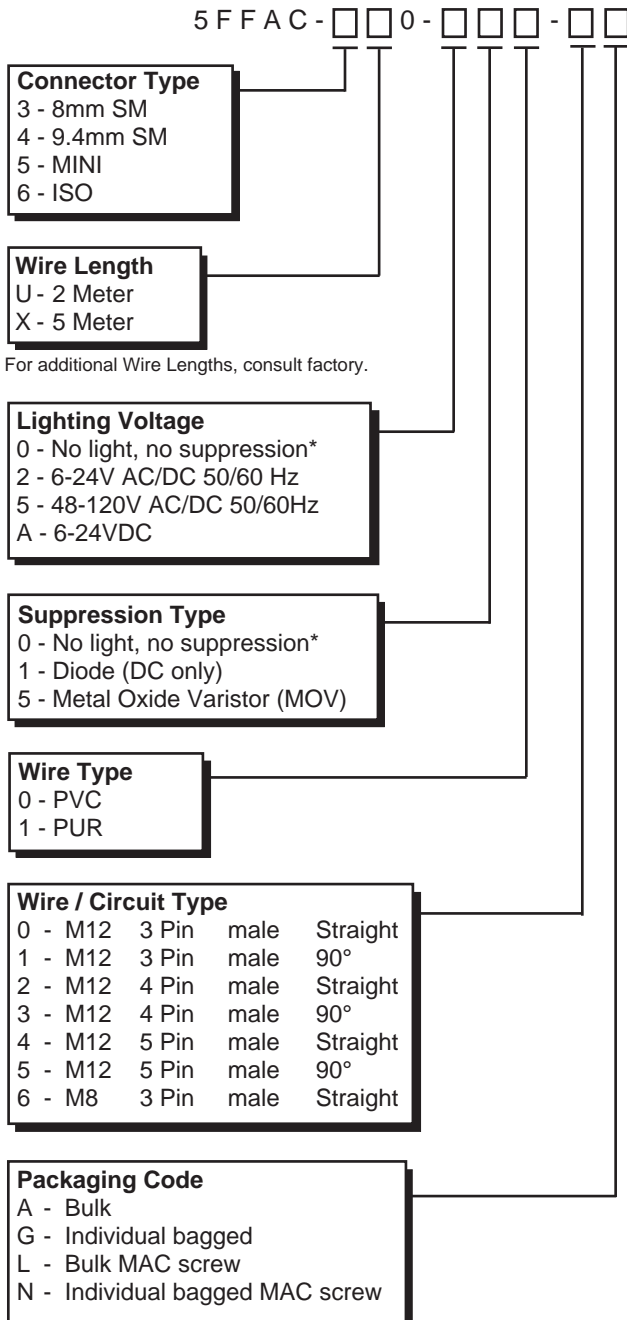 5FFAC-□□0-□□□-□□
Connector Type
3 - 8mm SM
4 - 9.4mm SM
5 - MINI
6 - ISO
Wire Length
U - 2 Meter
X - 5 Meter
For additional Wire Lengths, consult factory.
Lighting Voltage
0 - No light, no suppression*
2 - 6-24V AC/DC 50/60 Hz
5 - 48-120V AC/DC 50/60Hz
A - 6-24VDC
Suppression Type
0 - No light, no suppression*
1 - Diode (DC only)
5 - Metal Oxide Varistor (MOV)
Wire Type
0 - PVC
1 - PUR
Wire / Circuit Type
0 - M12 3 Pin male Straight
1 - M12 3 Pin male 90°
2 - M12 4 Pin male Straight
3 - M12 4 Pin male 90°
4 - M12 5 Pin male Straight
5 - M12 5 Pin male 90°
6 - M8 3 Pin male Straight
Packaging Code
A - Bulk
G - Individual bagged
L - Bulk MAC screw
N - Individual bagged MAC screw